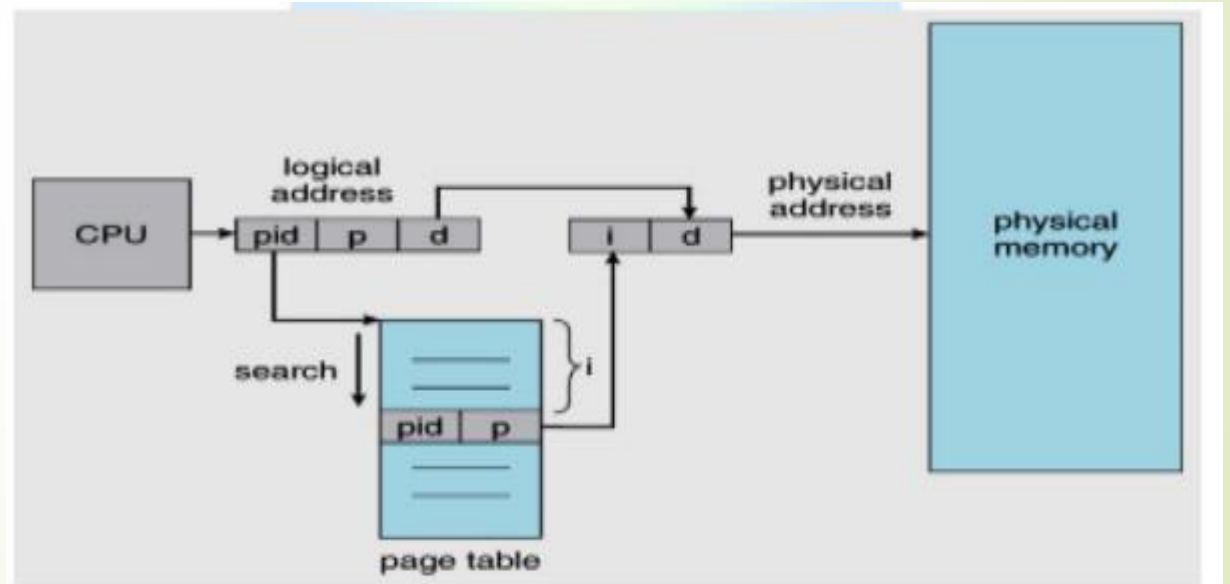 logical
address
physical
address
CPU
pid p d
i d
physical
memory
search
i
pid p
page table